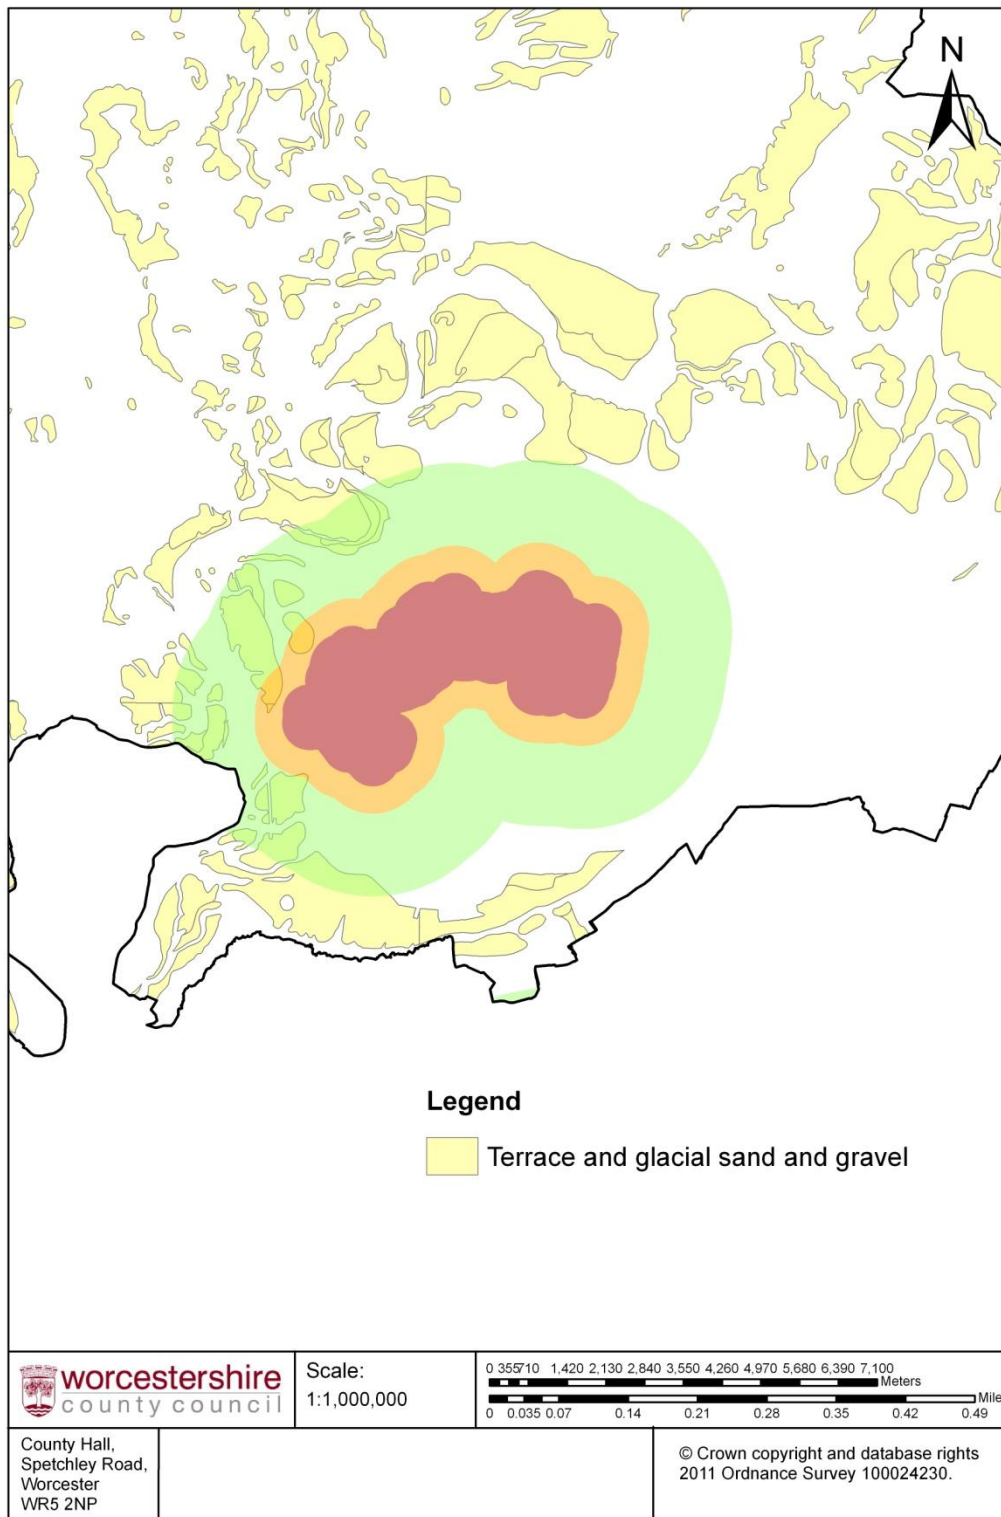 N
Legend
Terrace and glacial sand and gravel
worcestershire
county council
Scale:
1:1,000,000
0 355710 1,420 2,130 2,840 3,550 4,260 4,970 5,680 6,390 7,100
Meters
Mile
0 0.035 0.07 0.14 0.21 0.28 0.35 0.42 0.49
County Hall,
Spetchley Road,
Worcester
WR5 2NP
© Crown copyright and database rights
2011 Ordnance Survey 100024230.